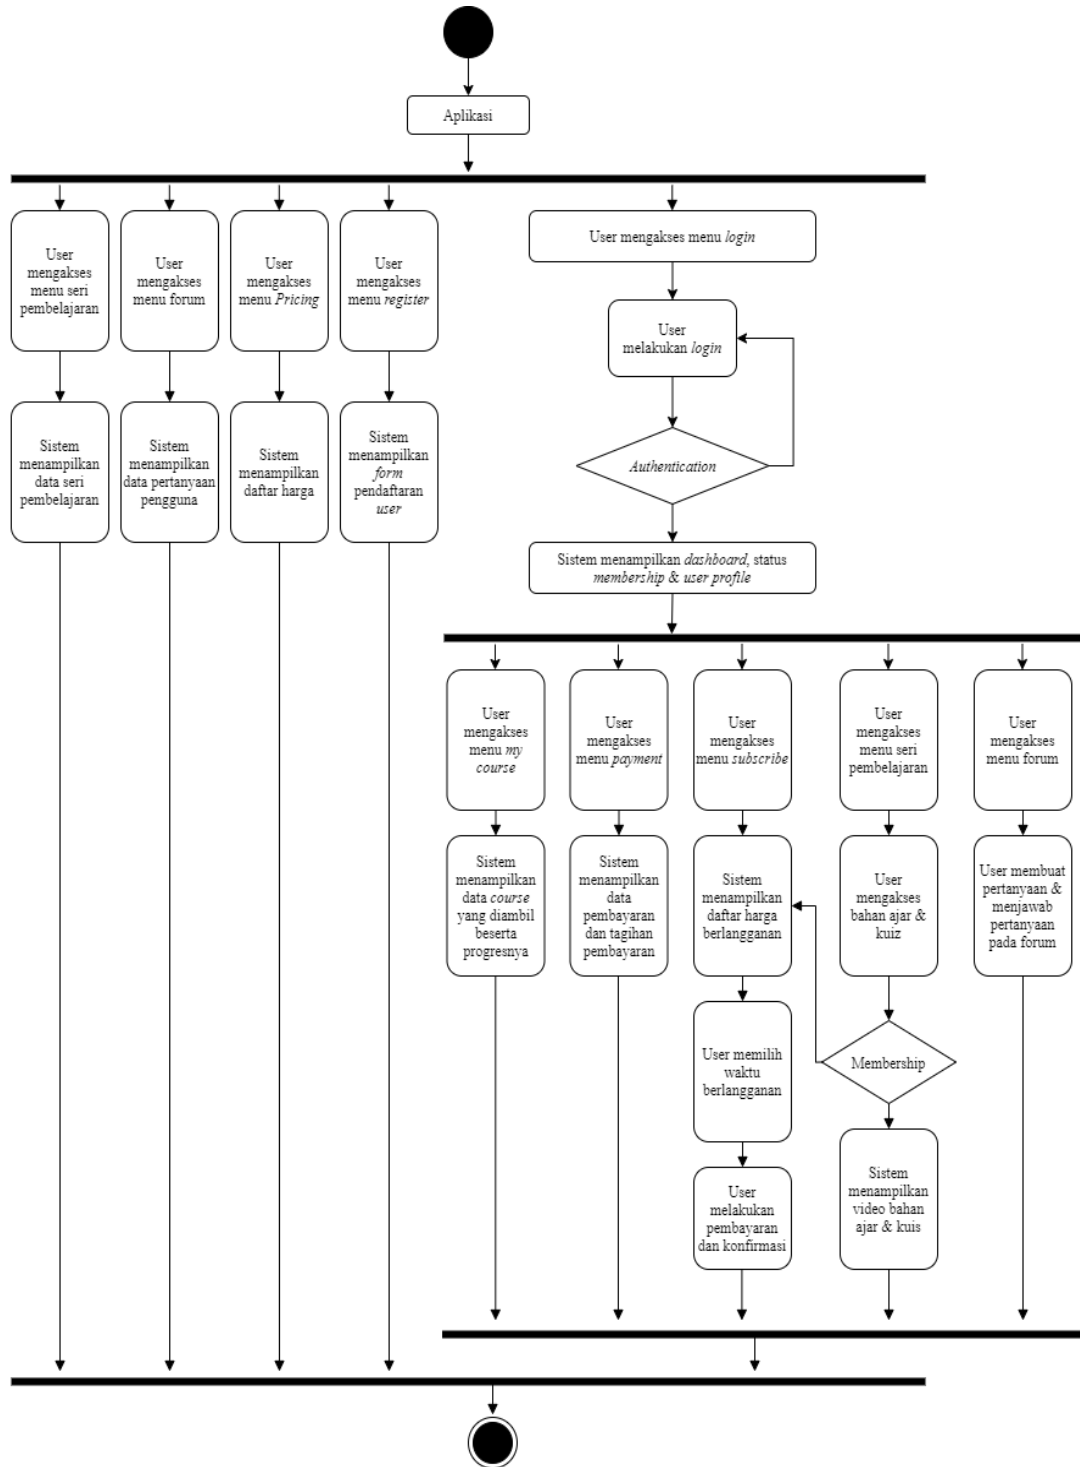 Aplikasi
User
mengakses
menu seri
pembelajaran
User
mengakses
menu forum
User
mengakses
menu Pricing
User
mengakses
menu register
User mengakses menu login
User
melakukan login
Sistem
menampilkan
data seri
pembelajaran
Sistem
menampilkan
data pertanyaan
pengguna
Sistem
menampilkan
daftar harga
Sistem
menampilkan
form
pendaftaran
user
Authentication
Sistem menampilkan dashboard, status
membership & user profile
User
mengakses
menu my
course
User
mengakses
menu payment
User
mengakses
menu subscribe
User
mengakses
menu seri
pembelajaran
User
mengakses
menu forum
Sistem
menampilkan
data course
yang diambil
beserta
progresnya
Sistem
menampilkan
data
pembayaran
dan tagihan
pembayaran
Sistem
menampilkan
daftar harga
berlangganan
User
mengakses
bahan ajar &
kuiz
User membuat
pertanyaan &
menjawab
pertanyaan
pada forum
User memilih
waktu
berlangganan
Membership
User
melakukan
pembayaran
dan konfirmasi
Sistem
menampilkan
video bahan
ajar & kuis